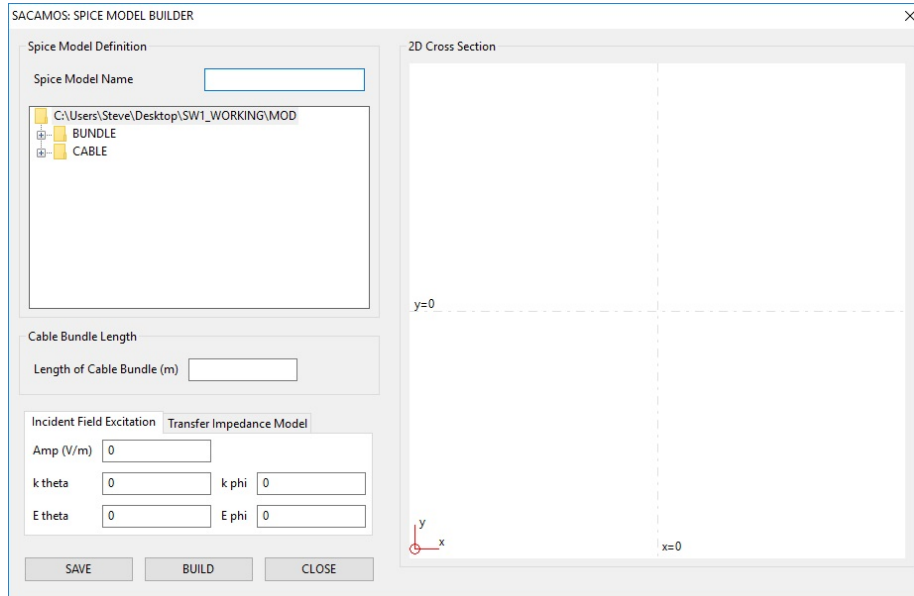 SACAMOS: SPICE MODEL BUILDER
Spice Model Definition
Spice Model Name
C:\Users\Steve\Desktop\SW1_WORKING\MOD
BUNDLE
CABLE
Cable Bundle Length
Length of Cable Bundle (m)
Incident Field Excitation Transfer Impedance Model
Amp (V/m) 0
k theta 0 k phi 0
E theta 0 E phi 0
SAVE BUILD CLOSE
2D Cross Section
y=0
y
x
x=0